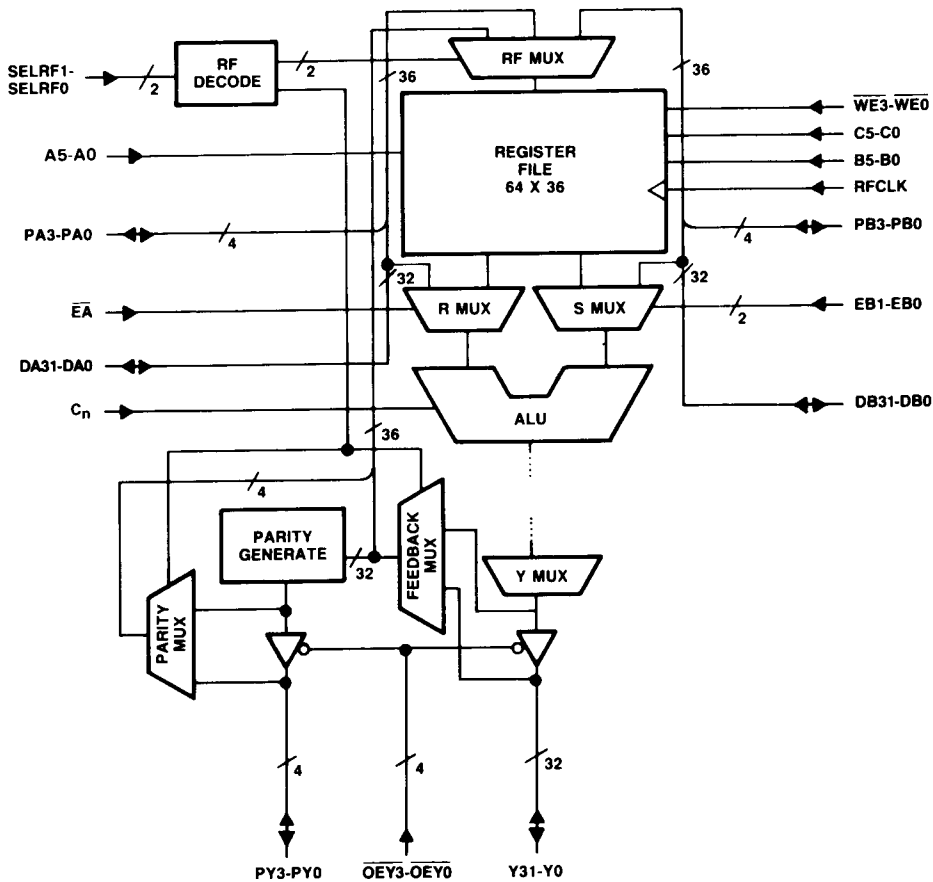 RF MUX
36
36
SELRF1-
SELRF0
2
RF
DECODE
2
WE3-WE0
C5-C0
A5-A0
REGISTER
FILE
64 X 36
B5-B0
RFCLK
PA3-PA0
4
PB3-PB0
4
32
32
EA
R MUX
S MUX
2
EB1-EB0
DA31-DA0
Cn
ALU
DB31-DB0
36
4
PARITY
GENERATE
32
FEEDBACK
MUX
Y MUX
PARITY
MUX
4
4
32
PY3-PY0
OEY3-OEY0
Y31-Y0